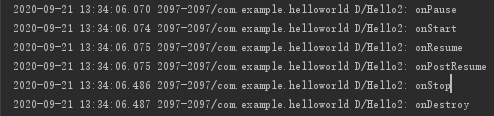 2020-09-21 13:34:06.070 2097-2097/com.example.helloworld D/Hello2: onPause
2020-09-21 13:34:06.074 2097-2097/com.example.helloworld D/Hello2: onStart
2020-09-21 13:34:06.075 2097-2097/com.example.helloworld D/Hello2: onResume
2020-09-21 13:34:06.075 2097-2097/com.example.helloworld D/Hello2: onPostResume
2020-09-21 13:34:06.486 2097-2097/com.example.helloworld D/Hello2: onStop
2020-09-21 13:34:06.487 2097-2097/com.example.helloworld D/Hello2: onDestroy